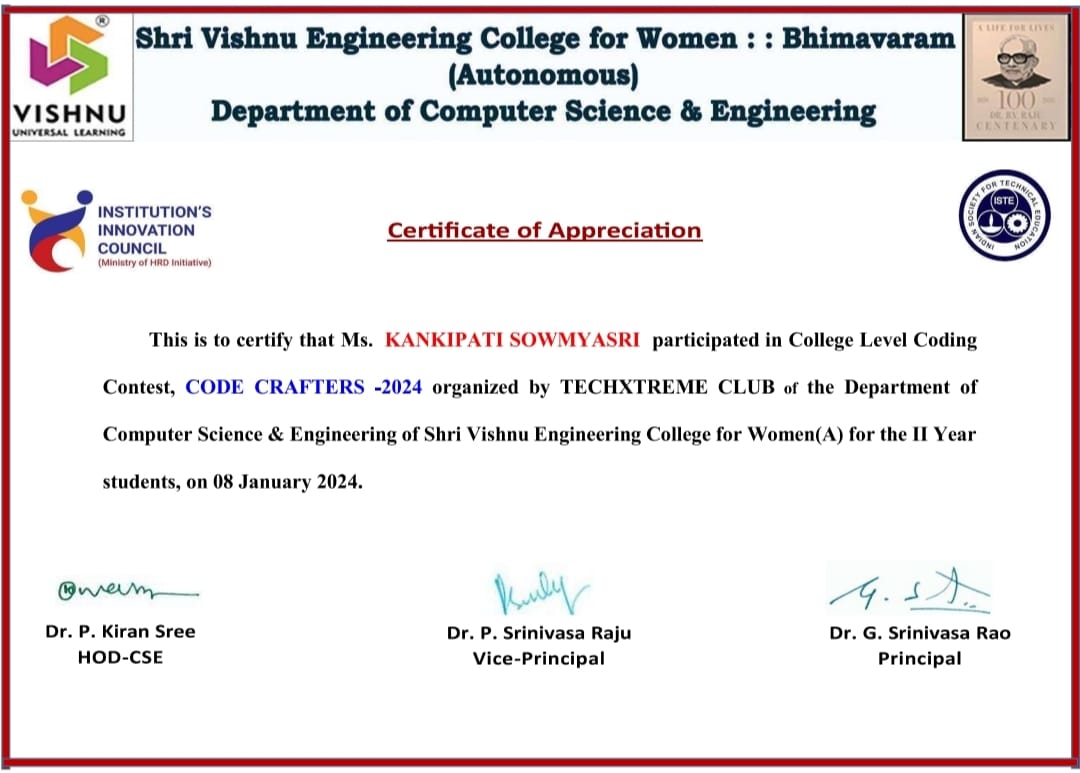 Shri Vishnu Engineering College for Women : : Bhimavaram
(Autonomous)
Department of Computer Science & Engineering
VISHNU
UNIVERSAL LEARNING
®
A LIFE FOR LIVES
100
DR. B.V. RAJU
CENTENARY
INSTITUTION'S
INNOVATION
COUNCIL
(Ministry of HRD Initiative)
Certificate of Appreciation
INDIAN SOCIETY FOR TECHNICAL EDUCATION
ISTE
This is to certify that Ms. KANKIPATI SOWMYASRI participated in College Level Coding
Contest, CODE CRAFTERS -2024 organized by TECHXTREME CLUB of the Department of
Computer Science & Engineering of Shri Vishnu Engineering College for Women(A) for the II Year
students, on 08 January 2024.
Dr. P. Kiran Sree
HOD-CSE
Dr. P. Srinivasa Raju
Vice-Principal
Dr. G. Srinivasa Rao
Principal